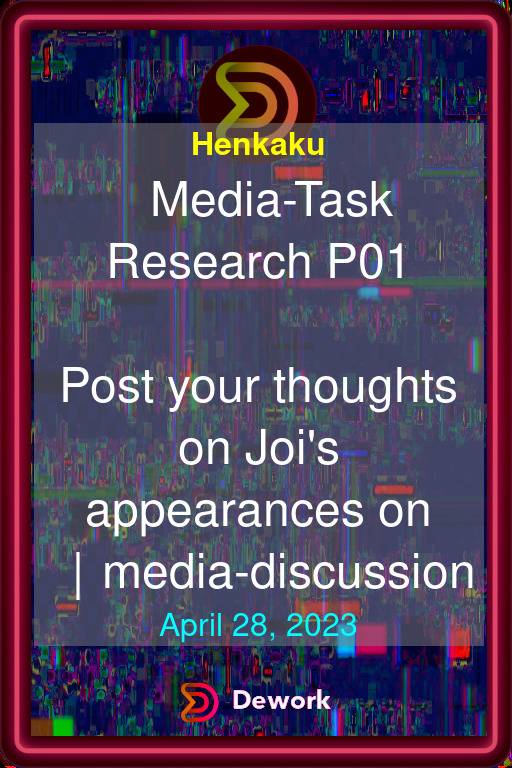 Henkaku
Media-Task
Research P01
Post your thoughts
on Joi's
appearances on
| media-discussion
April 28, 2023
Dework